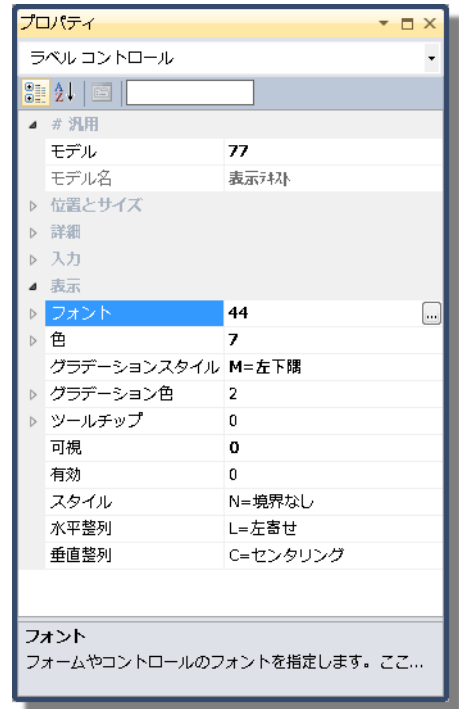 プロパティ
ラベル コントロール
# 汎用
モデル 77
モデル名 表示ﾃｷｽﾄ
位置とサイズ
詳細
入力
表示
フォント 44 ...
色 7
グラデーションスタイル M=左下隅
グラデーション色 2
ツールチップ 0
可視 0
有効 0
スタイル N=境界なし
水平整列 L=左寄せ
垂直整列 C=センタリング
フォント
フォームやコントロールのフォントを指定します。ここ...